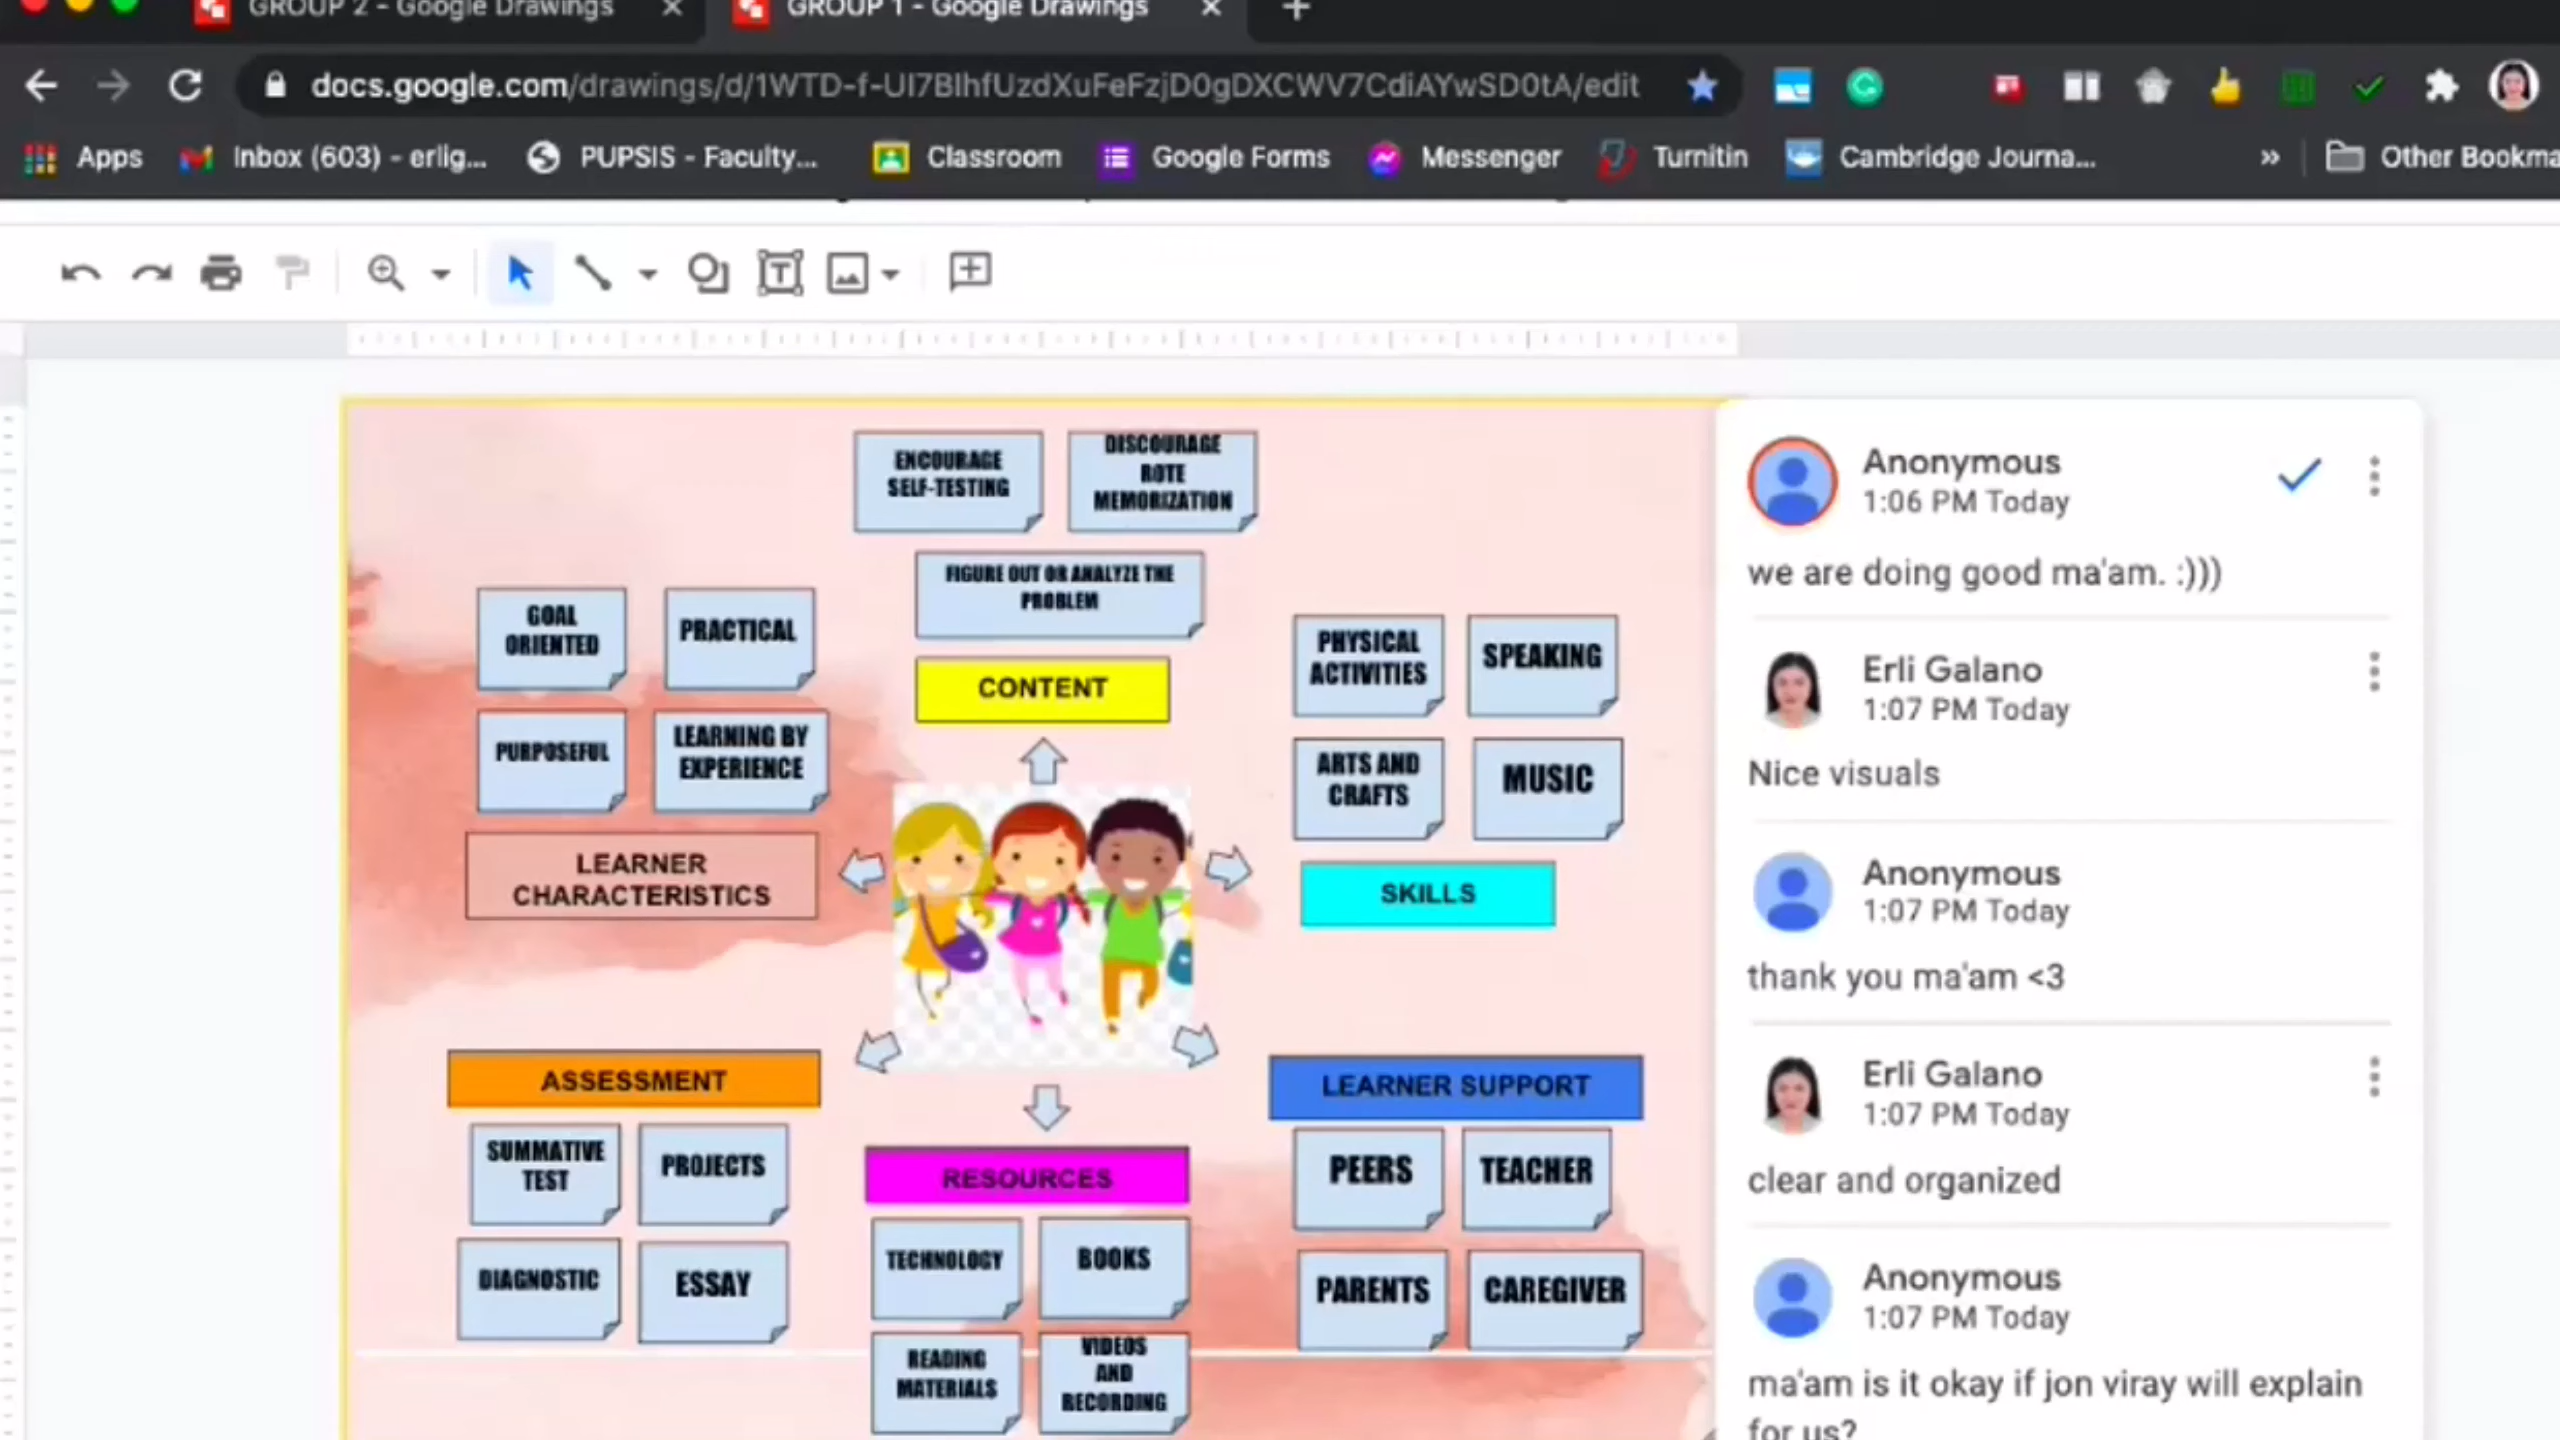 GROUP 2 - Google Drawings
GROUP 1 - Google Drawings
docs.google.com/drawings/d/1WTD-f-UI7BIhfUzdXuFeFzjD0gDXCWV7CdiAYwSD0tA/edit
Apps
Inbox (603) - erlig...
PUPSIS - Faculty...
Classroom
Google Forms
Messenger
Turnitin
Cambridge Journa...
»
Other Bookma
ENCOURAGE
SELF-TESTING
DISCOURAGE
ROTE
MEMORIZATION
FIGURE OUT OR ANALYZE THE
PROBLEM
CONTENT
GOAL
ORIENTED
PRACTICAL
PURPOSEFUL
LEARNING BY
EXPERIENCE
LEARNER
CHARACTERISTICS
PHYSICAL
ACTIVITIES
SPEAKING
ARTS AND
CRAFTS
MUSIC
SKILLS
ASSESSMENT
SUMMATIVE
TEST
PROJECTS
DIAGNOSTIC
ESSAY
RESOURCES
TECHNOLOGY
BOOKS
READING
MATERIALS
VIDEOS
AND
RECORDING
LEARNER SUPPORT
PEERS
TEACHER
PARENTS
CAREGIVER
Anonymous
1:06 PM Today
we are doing good ma'am. :)))
Erli Galano
1:07 PM Today
Nice visuals
Anonymous
1:07 PM Today
thank you ma'am <3
Erli Galano
1:07 PM Today
clear and organized
Anonymous
1:07 PM Today
ma'am is it okay if jon viray will explain
for us?